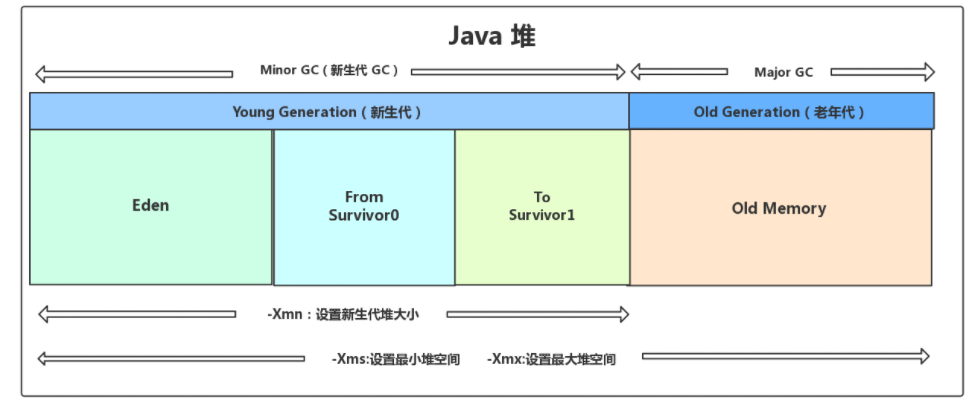 Java 堆
Minor GC（新生代 GC）
Major GC
Young Generation（新生代）
Old Generation（老年代）
Eden
From
Survivor0
To
Survivor1
Old Memory
-Xmn：设置新生代堆大小
-Xms:设置最小堆空间
-Xmx:设置最大堆空间